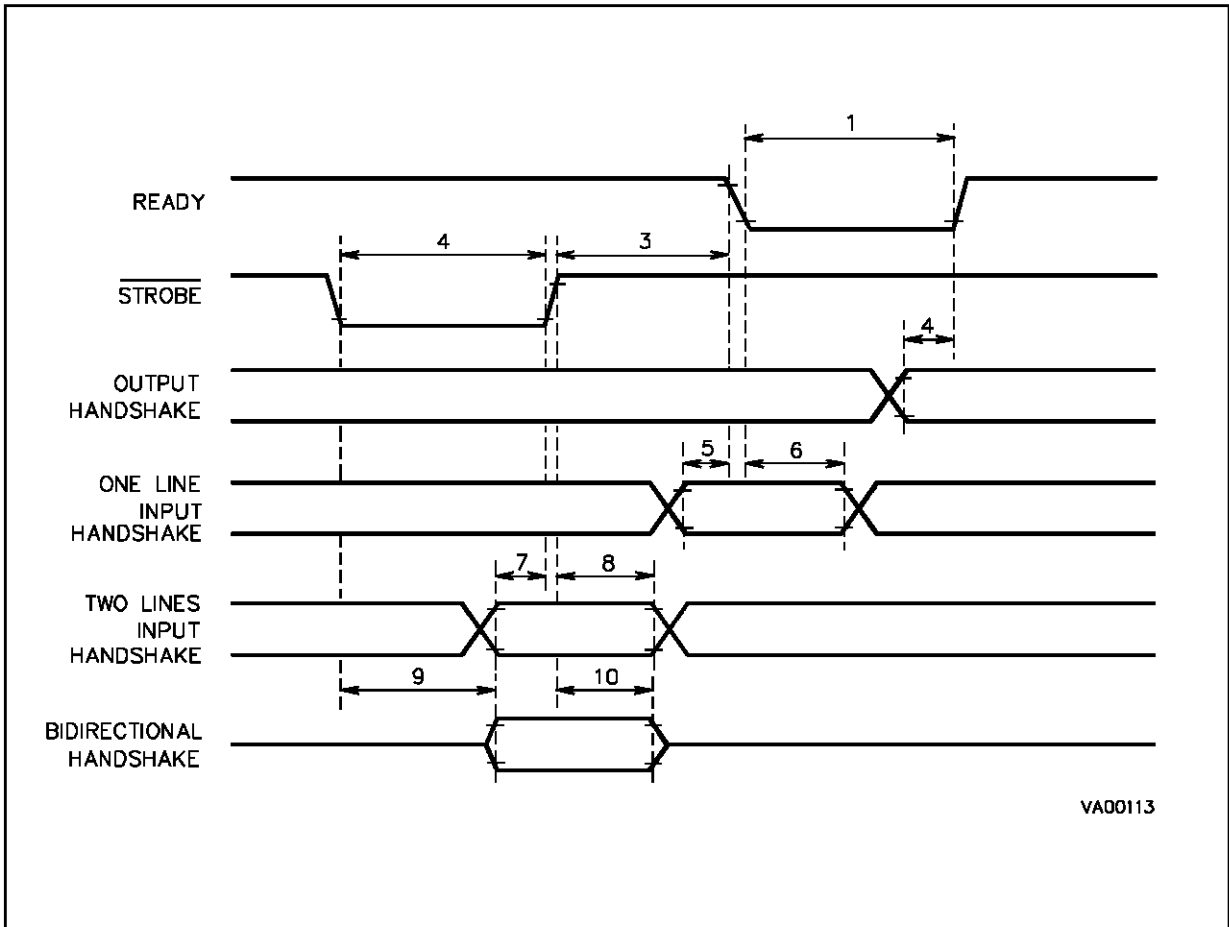 1
READY
4
3
STROBE
4
OUTPUT
HANDSHAKE
5
6
ONE LINE
INPUT
HANDSHAKE
7
8
TWO LINES
INPUT
HANDSHAKE
9
10
BIDIRECTIONAL
HANDSHAKE
VA00113